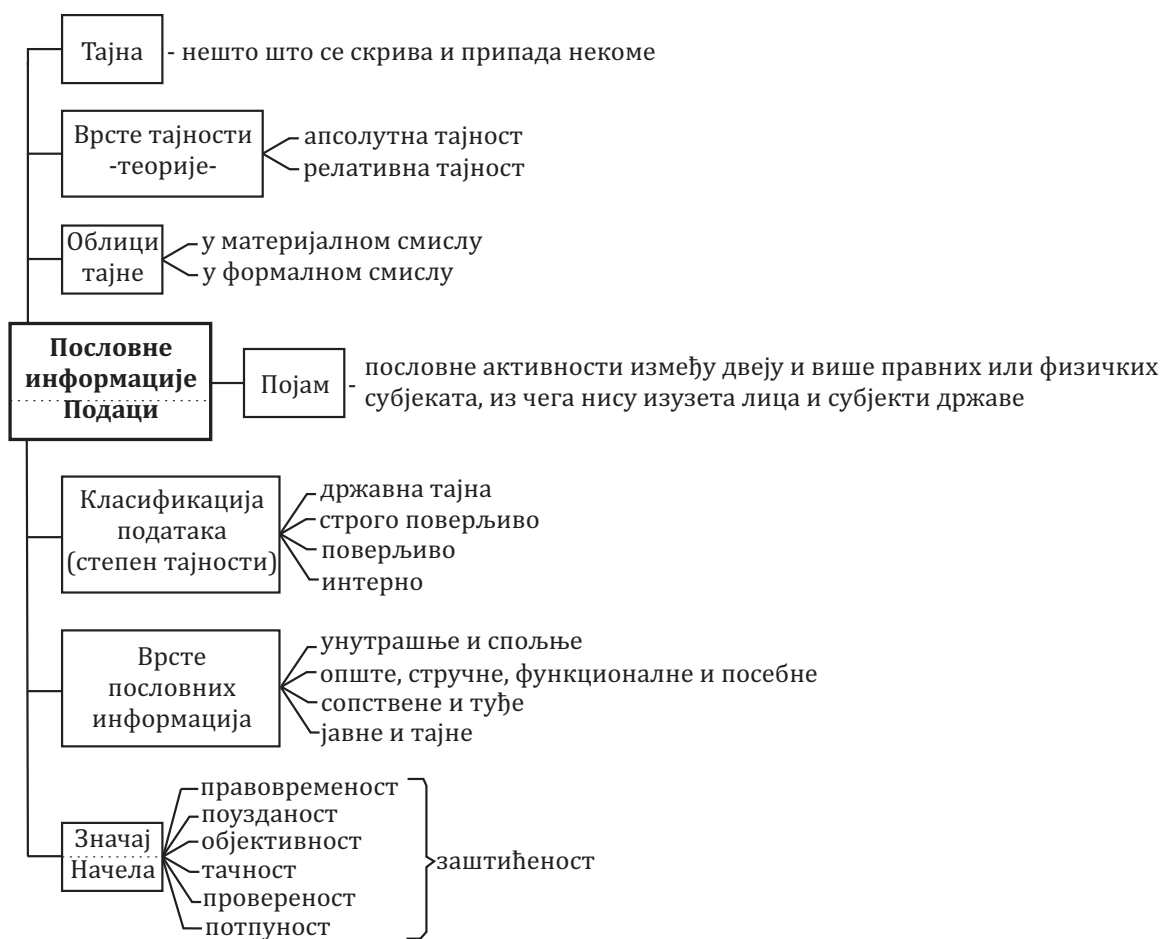 Тајна - нешто што се скрива и припада некоме
Врсте тајности
-теорије-
апсолутна тајност
релативна тајност
Облици
тајне
у материјалном смислу
у формалном смислу
Пословне
информације
Подаци
Појам -
пословне активности између двеју и више правних или физичких
субјеката, из чега нису изузета лица и субјекти државе
Класификација
података
(степен тајности)
државна тајна
строго поверљиво
поверљиво
интерно
Врсте
пословних
информација
унутрашње и спољње
опште, стручне, функционалне и посебне
сопствене и туђе
јавне и тајне
Значај
Начела
правовременост
поузданост
објективност
тачност
провереност
потпуност
заштићеност